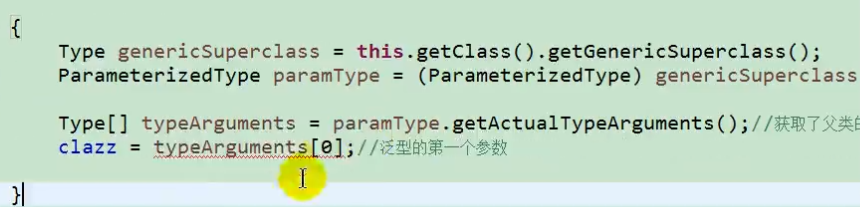 {
Type genericSuperclass = this.getClass().getGenericSuperclass();
ParameterizedType paramType = (ParameterizedType) genericSuperclass
Type[] typeArguments = paramType.getActualTypeArguments();//获取了父类的
clazz = typeArguments[0];//泛型的第一个参数
}